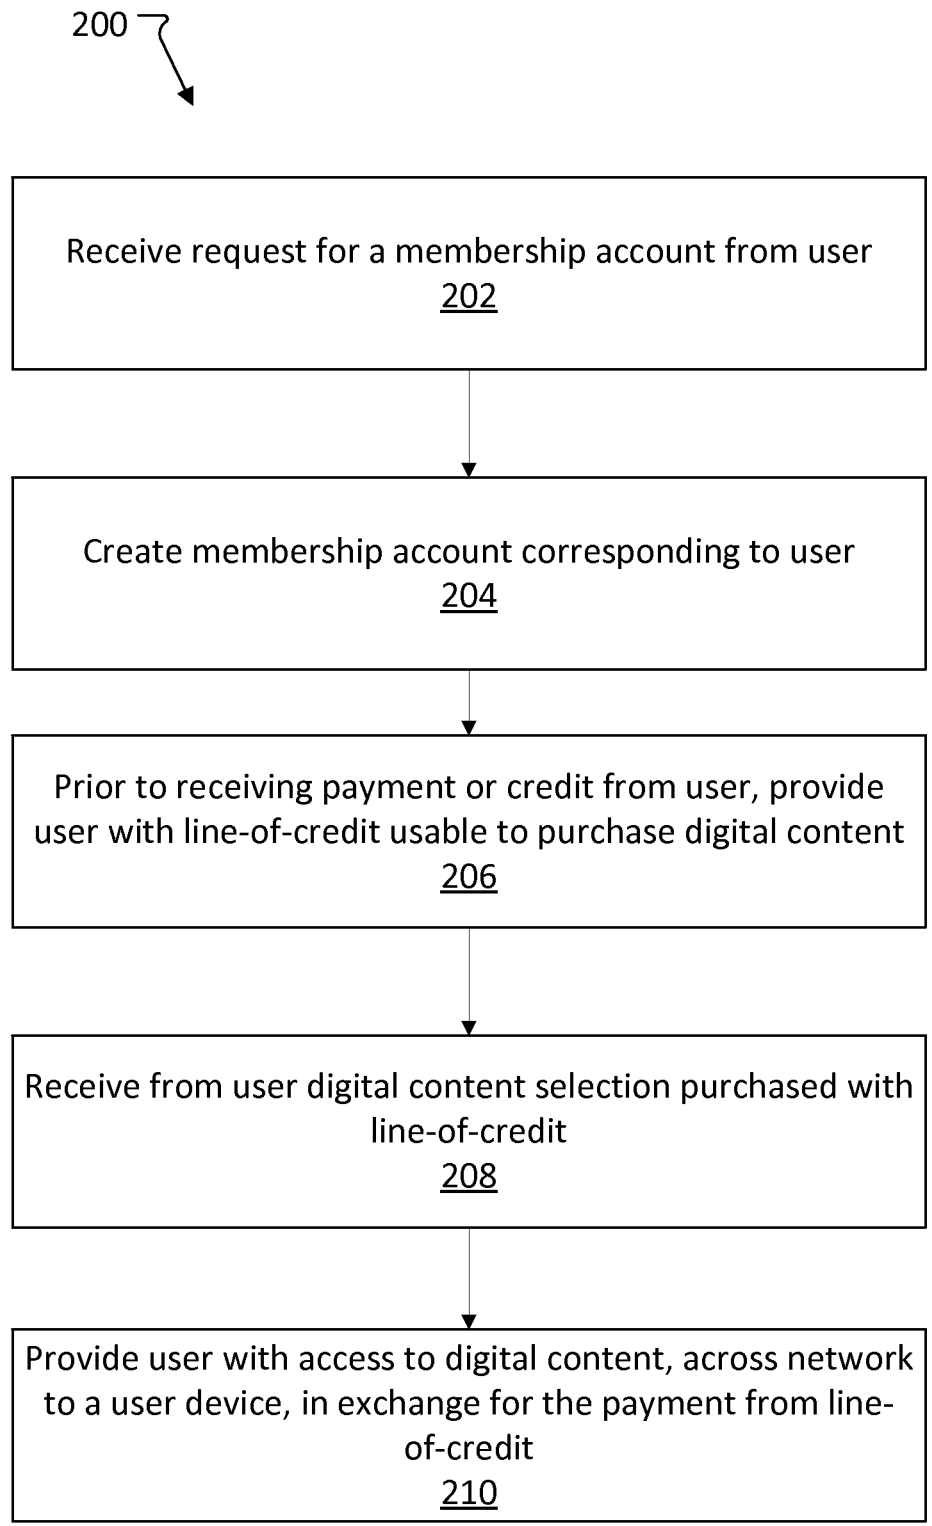 200
Receive request for a membership account from user
202
Create membership account corresponding to user
204
Prior to receiving payment or credit from user, provide
user with line-of-credit usable to purchase digital content
206
Receive from user digital content selection purchased with
line-of-credit
208
Provide user with access to digital content, across network
to a user device, in exchange for the payment from line-
of-credit
210